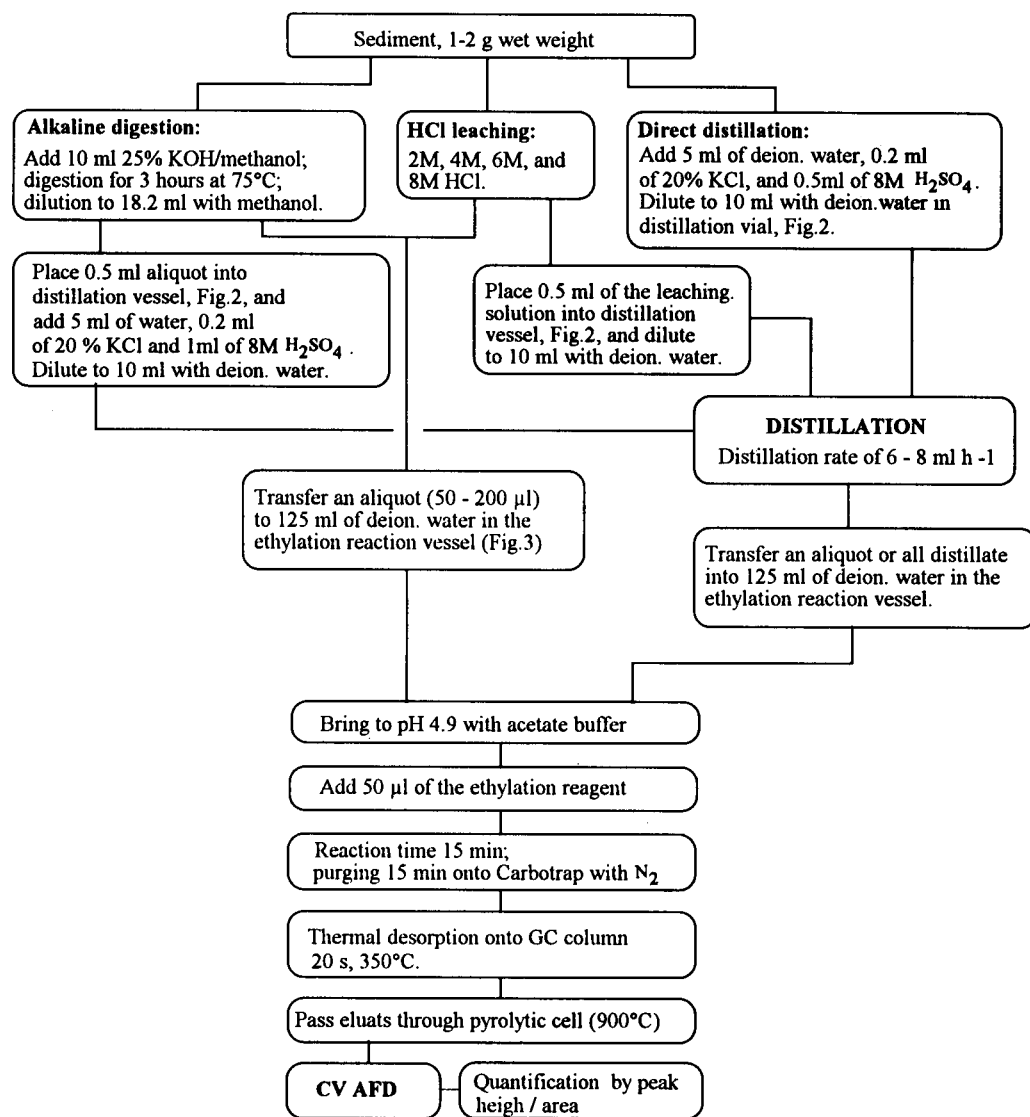 Sediment, 1-2 g wet weight
Alkaline digestion:
Add 10 ml 25% KOH/methanol;
digestion for 3 hours at 75°C;
dilution to 18.2 ml with methanol.
HCl leaching:
2M, 4M, 6M, and
8M HCl.
Direct distillation:
Add 5 ml of deion. water, 0.2 ml
of 20% KCl, and 0.5ml of 8M H₂SO₄.
Dilute to 10 ml with deion.water in
distillation vial, Fig.2.
Place 0.5 ml aliquot into
distillation vessel, Fig.2, and
add 5 ml of water, 0.2 ml
of 20 % KCl and 1ml of 8M H₂SO₄ .
Dilute to 10 ml with deion. water.
Place 0.5 ml of the leaching.
solution into distillation
vessel, Fig.2, and dilute
to 10 ml with deion. water.
DISTILLATION
Distillation rate of 6 - 8 ml h -1
Transfer an aliquot (50 - 200 µl)
to 125 ml of deion. water in the
ethylation reaction vessel (Fig.3)
Transfer an aliquot or all distillate
into 125 ml of deion. water in the
ethylation reaction vessel.
Bring to pH 4.9 with acetate buffer
Add 50 µl of the ethylation reagent
Reaction time 15 min;
purging 15 min onto Carbotrap with N₂
Thermal desorption onto GC column
20 s, 350°C.
Pass eluats through pyrolytic cell (900°C)
CV AFD
Quantification by peak
heigh / area